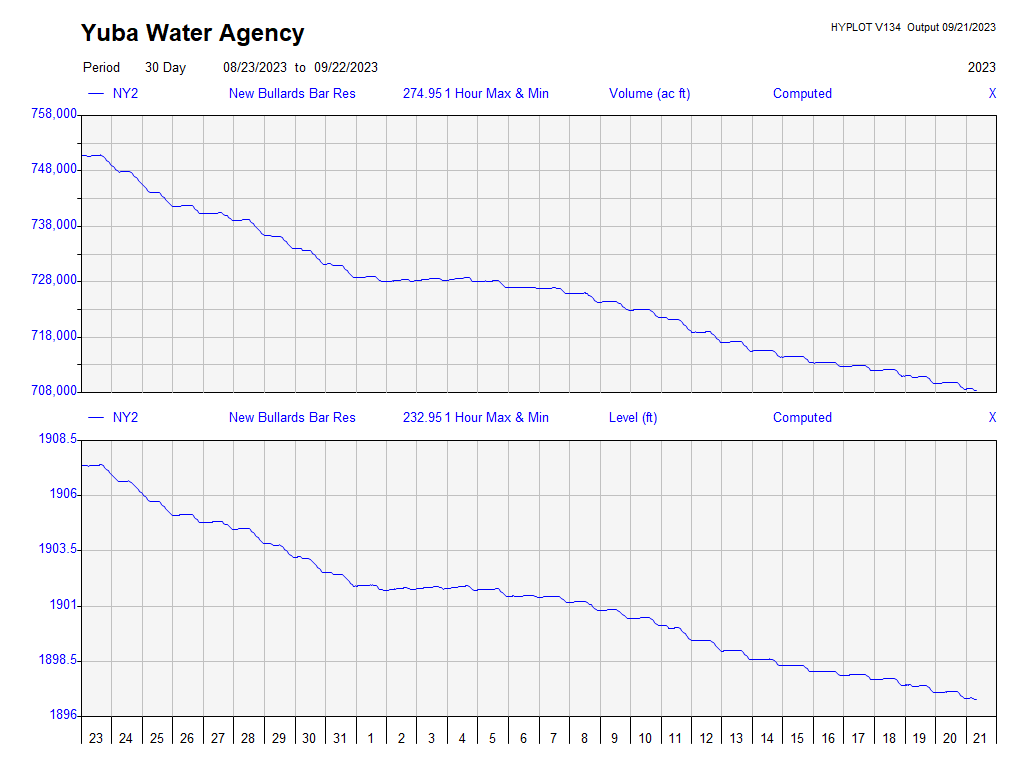 Yuba Water Agency
HYPLOT V134 Output 09/21/2023
Period 30 Day 08/23/2023 to 09/22/2023 2023
NY2 New Bullards Bar Res 274.95 1 Hour Max & Min Volume (ac ft) Computed X
758,000
748,000
738,000
728,000
718,000
708,000
NY2 New Bullards Bar Res 232.95 1 Hour Max & Min Level (ft) Computed X
1908.5
1906
1903.5
1901
1898.5
1896
23 24 25 26 27 28 29 30 31 1 2 3 4 5 6 7 8 9 10 11 12 13 14 15 16 17 18 19 20 21